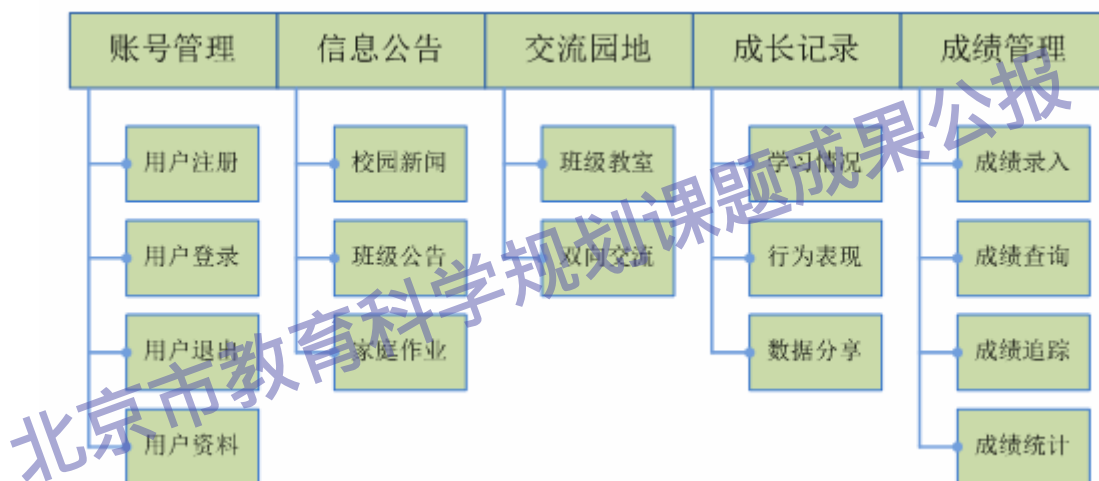 账号管理
信息公告
交流园地
成长记录
成绩管理
用户注册
用户登录
用户退出
用户资料
校园新闻
班级公告
家庭作业
班级教室
双向交流
学习情况
行为表现
数据分享
成绩录入
成绩查询
成绩追踪
成绩统计
北京市教育科学规划课题成果公报